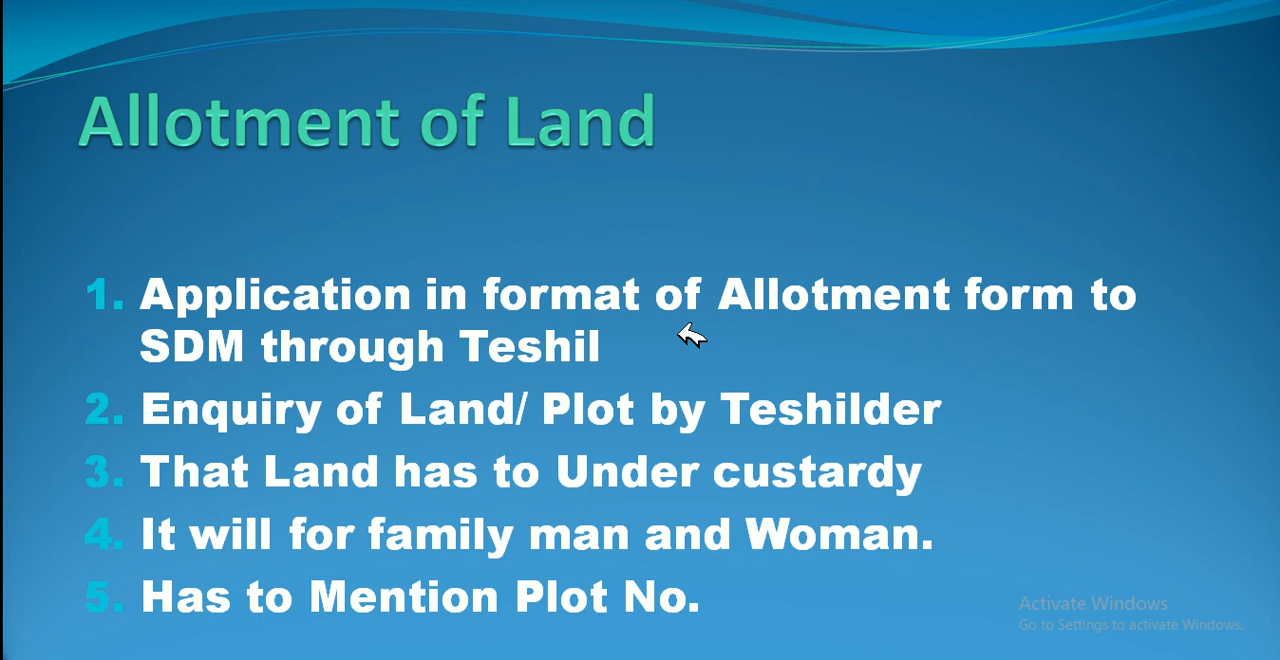 Allotment of Land
1. Application in format of Allotment form to
SDM through Teshil
2. Enquiry of Land/ Plot by Teshilder
3. That Land has to Under custardy
4. It will for family man and Woman.
5. Has to Mention Plot No.
Activate Windows
Go to Settings to activate Windows.